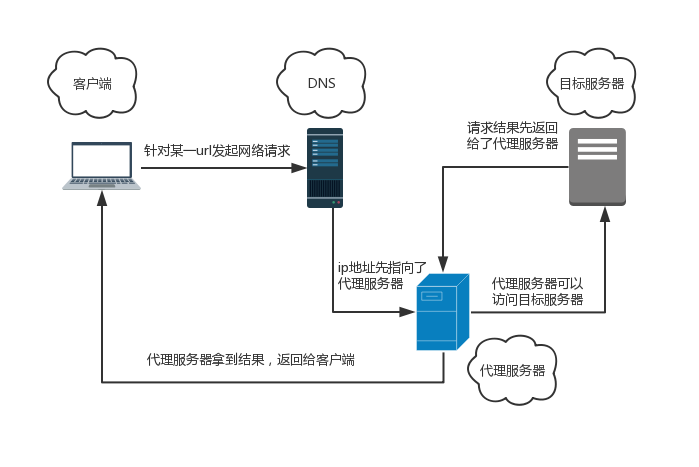 客户端
DNS
目标服务器
针对某一url发起网络请求
请求结果先返回
给了代理服务器
ip地址先指向了
代理服务器
代理服务器可以
访问目标服务器
代理服务器拿到结果，返回给客户端
代理服务器